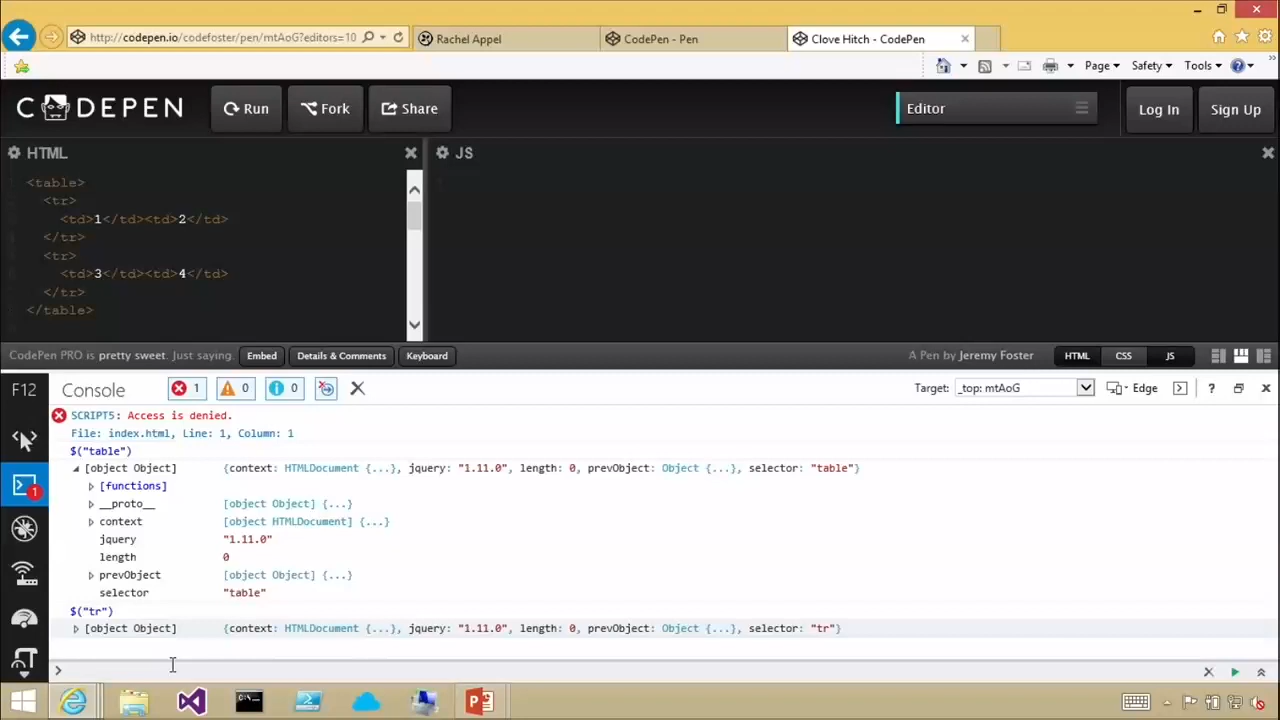 http://codepen.io/codefoster/pen/mtAoG?editors=10
Rachel Appel
CodePen - Pen
Clove Hitch - CodePen
Page
Safety
Tools
CODEPEN
Run
Fork
Share
Editor
Log In
Sign Up
HTML
JS
<table>
<tr>
<td>1</td><td>2</td>
</tr>
<tr>
<td>3</td><td>4</td>
</tr>
</table>
CodePen PRO is pretty sweet. Just saying.
Embed
Details & Comments
Keyboard
A Pen by Jeremy Foster
HTML
CSS
JS
F12
Console
1
0
0
Target: _top: mtAoG
Edge
?
SCRIPT5: Access is denied.
File: index.html, Line: 1, Column: 1
$("table")
[object Object] {context: HTMLDocument {...}, jquery: "1.11.0", length: 0, prevObject: Object {...}, selector: "table"}
[functions]
__proto__ [object Object] {...}
context [object HTMLDocument] {...}
jquery "1.11.0"
length 0
prevObject [object Object] {...}
selector "table"
$("tr")
[object Object] {context: HTMLDocument {...}, jquery: "1.11.0", length: 0, prevObject: Object {...}, selector: "tr"}
1